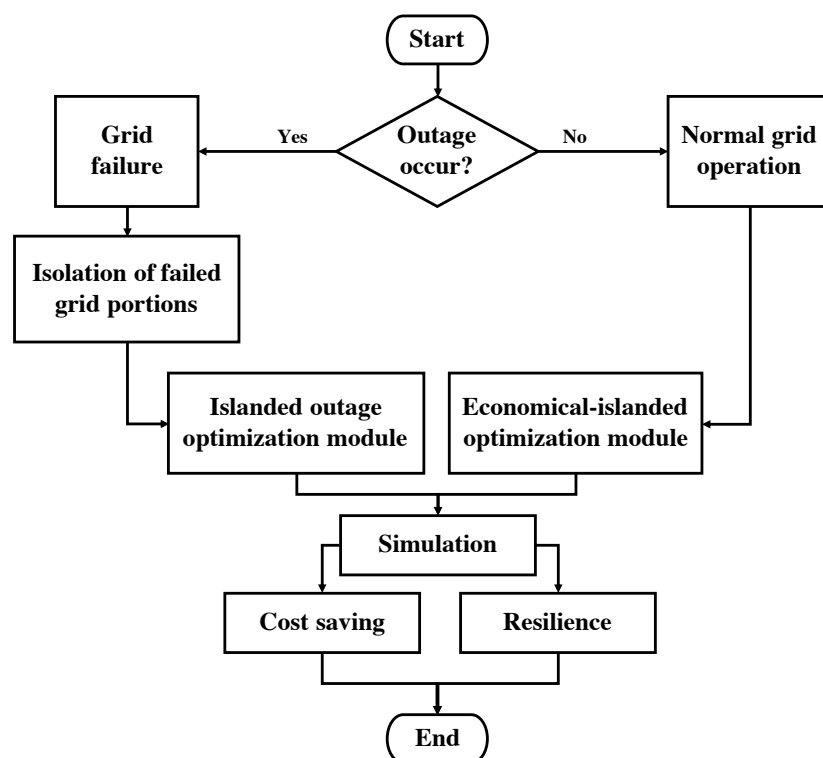 Start
Grid
failure
Yes
Outage
occur?
No
Normal grid
operation
Isolation of failed
grid portions
Islanded outage
optimization module
Economical-islanded
optimization module
Simulation
Cost saving
Resilience
End